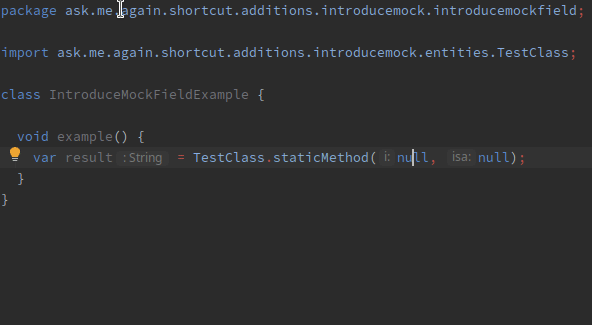 package ask.me.again.shortcut.additions.introducemock.introducemockfield;
import ask.me.again.shortcut.additions.introducemock.entities.TestClass;
class IntroduceMockFieldExample {
void example() {
var result : String = TestClass.staticMethod( i: null, isa: null);
}
}